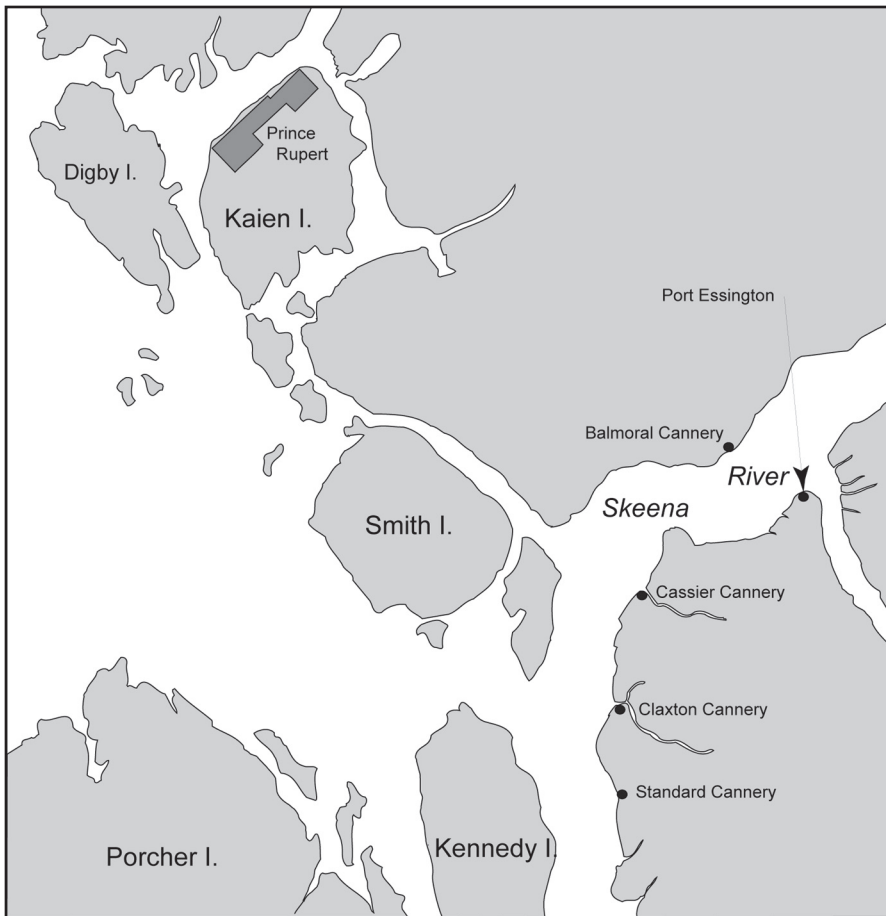 Prince
Rupert
Digby I.
Kaien I.
Port Essington
Balmoral Cannery
River
Skeena
Smith I.
Cassier Cannery
Claxton Cannery
Standard Cannery
Porcher I.
Kennedy I.